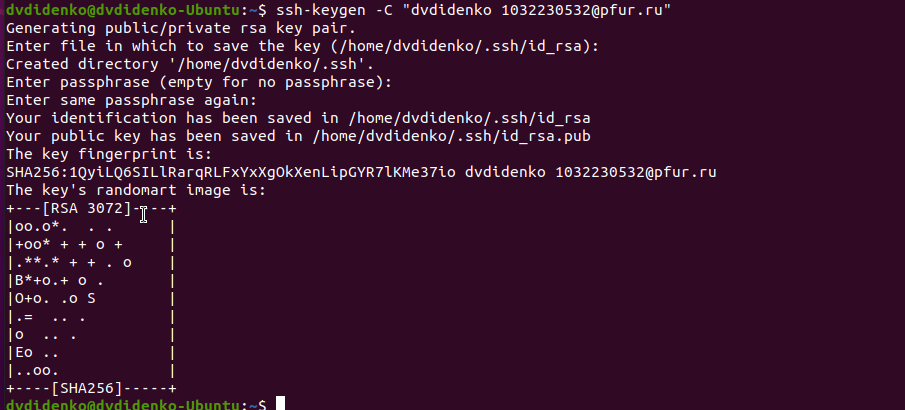 dvdidenko@dvdidenko-Ubuntu:~$ ssh-keygen -C "dvdidenko 1032230532@pfur.ru"
Generating public/private rsa key pair.
Enter file in which to save the key (/home/dvdidenko/.ssh/id_rsa):
Created directory '/home/dvdidenko/.ssh'.
Enter passphrase (empty for no passphrase):
Enter same passphrase again:
Your identification has been saved in /home/dvdidenko/.ssh/id_rsa
Your public key has been saved in /home/dvdidenko/.ssh/id_rsa.pub
The key fingerprint is:
SHA256:1QyiLQ6SILlRarqRLFxYxXgOkXenLipGYR7lKMe37io dvdidenko 1032230532@pfur.ru
The key's randomart image is:
+---[RSA 3072]----+
|oo.o*.  . .      |
|+oo* + + o +     |
|.**.* + + . o    |
|B*+o.+ o .       |
|O+o. .o S        |
|.=  .. .         |
|o  .. .          |
|Eo ..            |
|..oo.            |
+----[SHA256]-----+
dvdidenko@dvdidenko-Ubuntu:~$